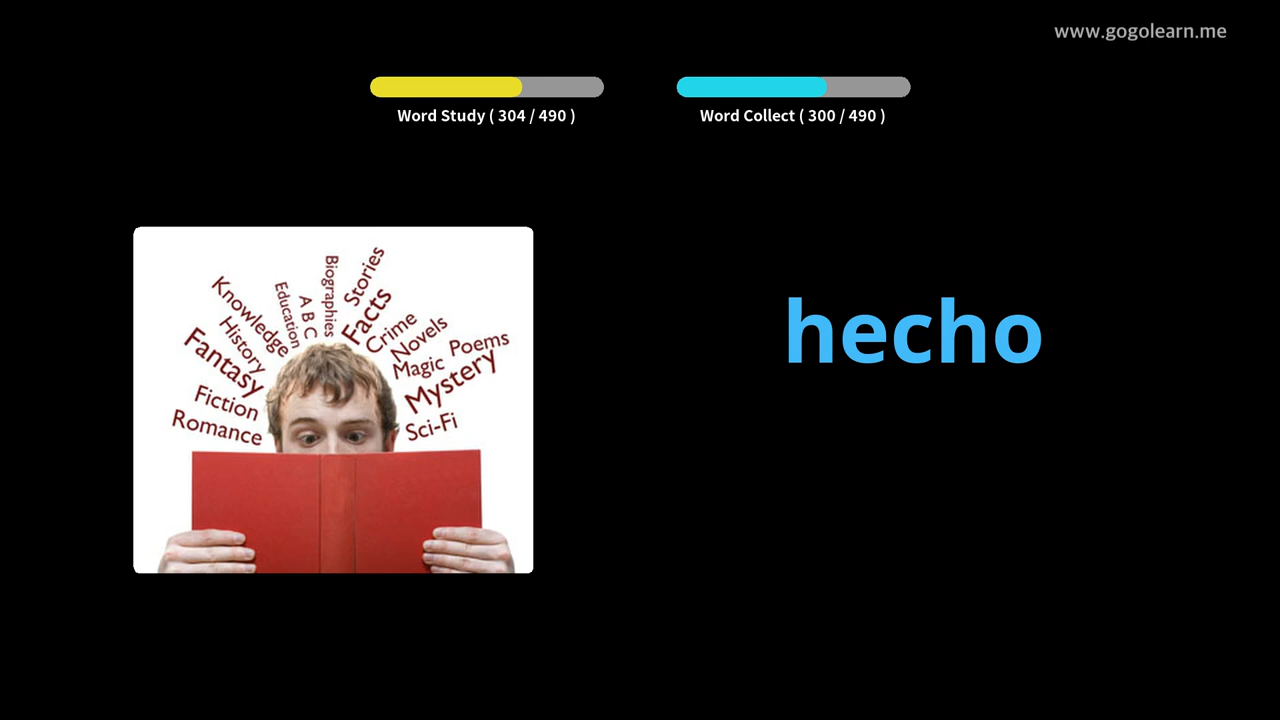 www.gogolearn.me
Word Study ( 304 / 490 )
Word Collect ( 300 / 490 )
hecho
Knowledge
Education
A B C
Biographies
Stories
Facts
Crime
Novels
Poems
Magic
Mystery
Sci-Fi
History
Fantasy
Fiction
Romance